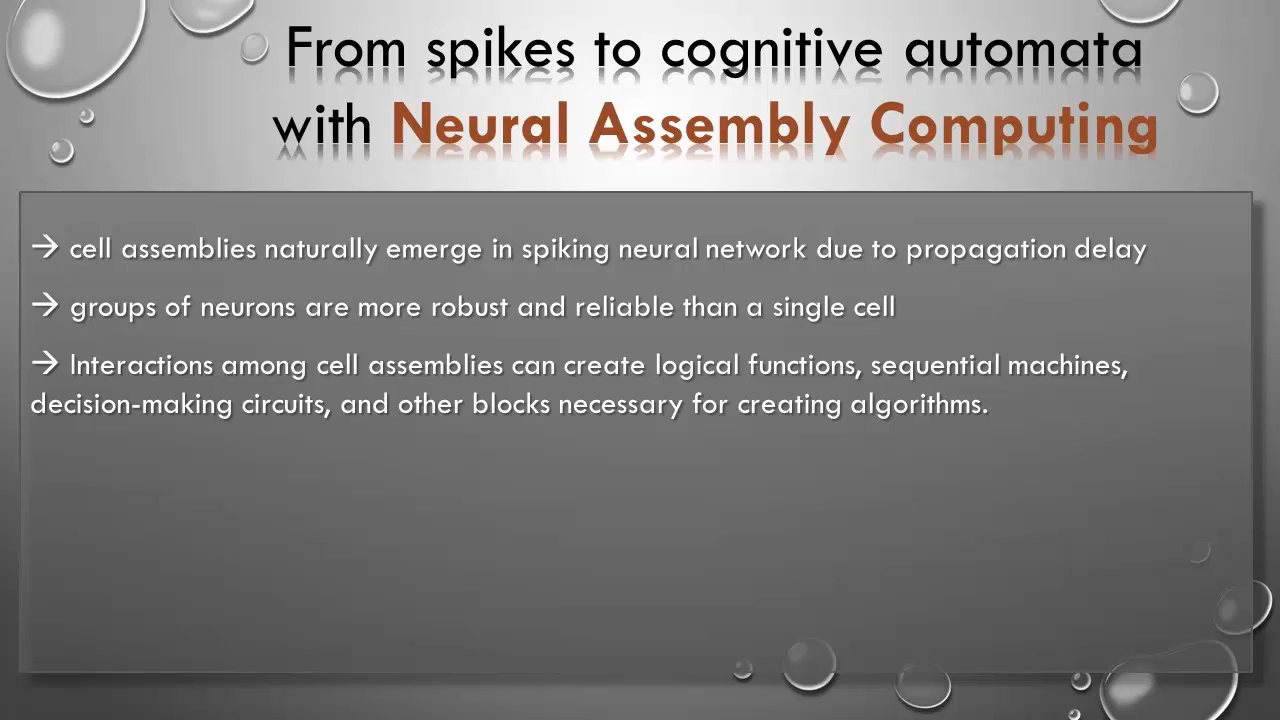 From spikes to cognitive automata
with Neural Assembly Computing
→ cell assemblies naturally emerge in spiking neural network due to propagation delay
→ groups of neurons are more robust and reliable than a single cell
→ Interactions among cell assemblies can create logical functions, sequential machines,
decision-making circuits, and other blocks necessary for creating algorithms.